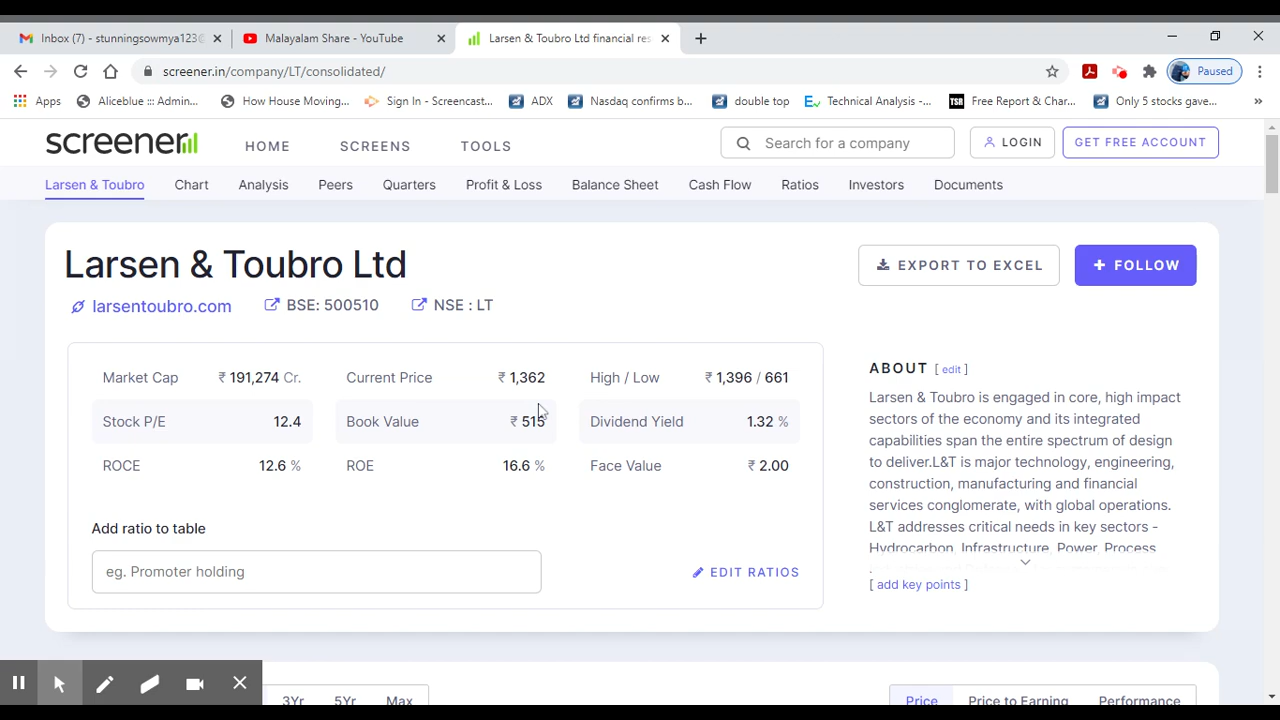 Inbox (7) - stunningsowmya123@
Malayalam Share - YouTube
Larsen & Toubro Ltd financial res
Paused
screener.in/company/LT/consolidated/
Apps
Aliceblue ::: Admin...
How House Moving...
Sign In - Screencast...
ADX
Nasdaq confirms b...
double top
Technical Analysis -...
TSR Free Report & Char...
Only 5 stocks gave...
»
screener
HOME
SCREENS
TOOLS
Search for a company
LOGIN
GET FREE ACCOUNT
Larsen & Toubro
Chart
Analysis
Peers
Quarters
Profit & Loss
Balance Sheet
Cash Flow
Ratios
Investors
Documents
Larsen & Toubro Ltd
EXPORT TO EXCEL
+ FOLLOW
larsentoubro.com
BSE: 500510
NSE : LT
Market Cap ₹ 191,274 Cr.
Current Price ₹ 1,362
High / Low ₹ 1,396 / 661
Stock P/E 12.4
Book Value ₹ 515
Dividend Yield 1.32 %
ROCE 12.6 %
ROE 16.6 %
Face Value ₹ 2.00
Add ratio to table
eg. Promoter holding
EDIT RATIOS
ABOUT [ edit ]
Larsen & Toubro is engaged in core, high impact
sectors of the economy and its integrated
capabilities span the entire spectrum of design
to deliver.L&T is major technology, engineering,
construction, manufacturing and financial
services conglomerate, with global operations.
L&T addresses critical needs in key sectors -
Hydrocarbon, Infrastructure, Power, Process
[ add key points ]
3Yr
5Yr
Max
Price
Price to Earning
Performance